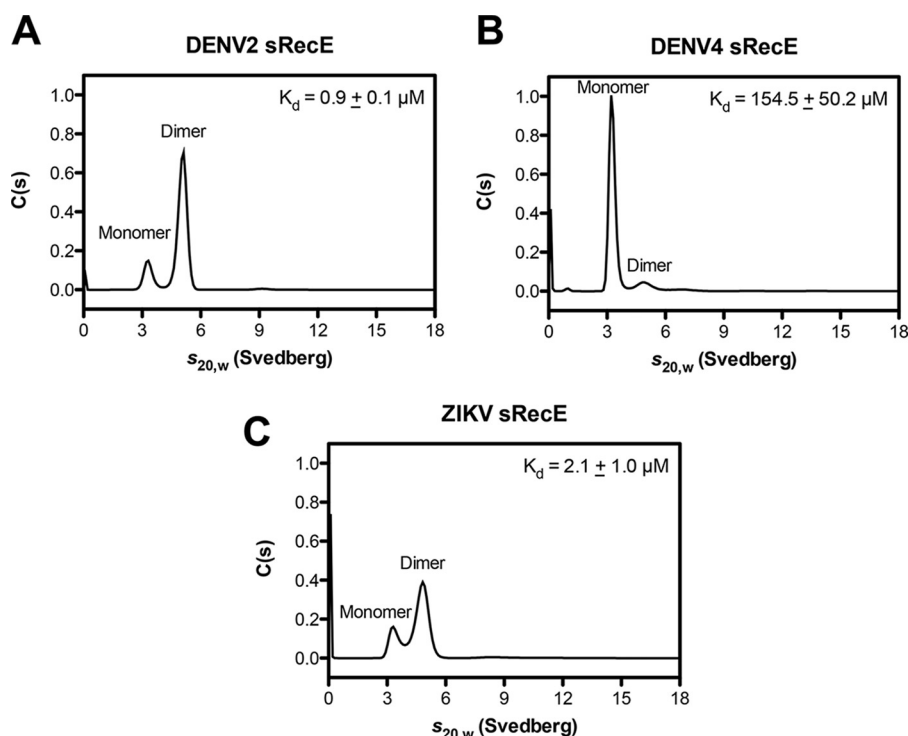 A
DENV2 sRecE
K_d = 0.9 ± 0.1 µM
Dimer
Monomer
C(s)
1.0
0.8
0.6
0.4
0.2
0.0
0 3 6 9 12 15 18
s_20,w (Svedberg)
B
DENV4 sRecE
Monomer
K_d = 154.5 ± 50.2 µM
Dimer
C(s)
1.0
0.8
0.6
0.4
0.2
0.0
0 3 6 9 12 15 18
s_20,w (Svedberg)
C
ZIKV sRecE
K_d = 2.1 ± 1.0 µM
Dimer
Monomer
C(s)
1.0
0.8
0.6
0.4
0.2
0.0
0 3 6 9 12 15 18
s_20,w (Svedberg)